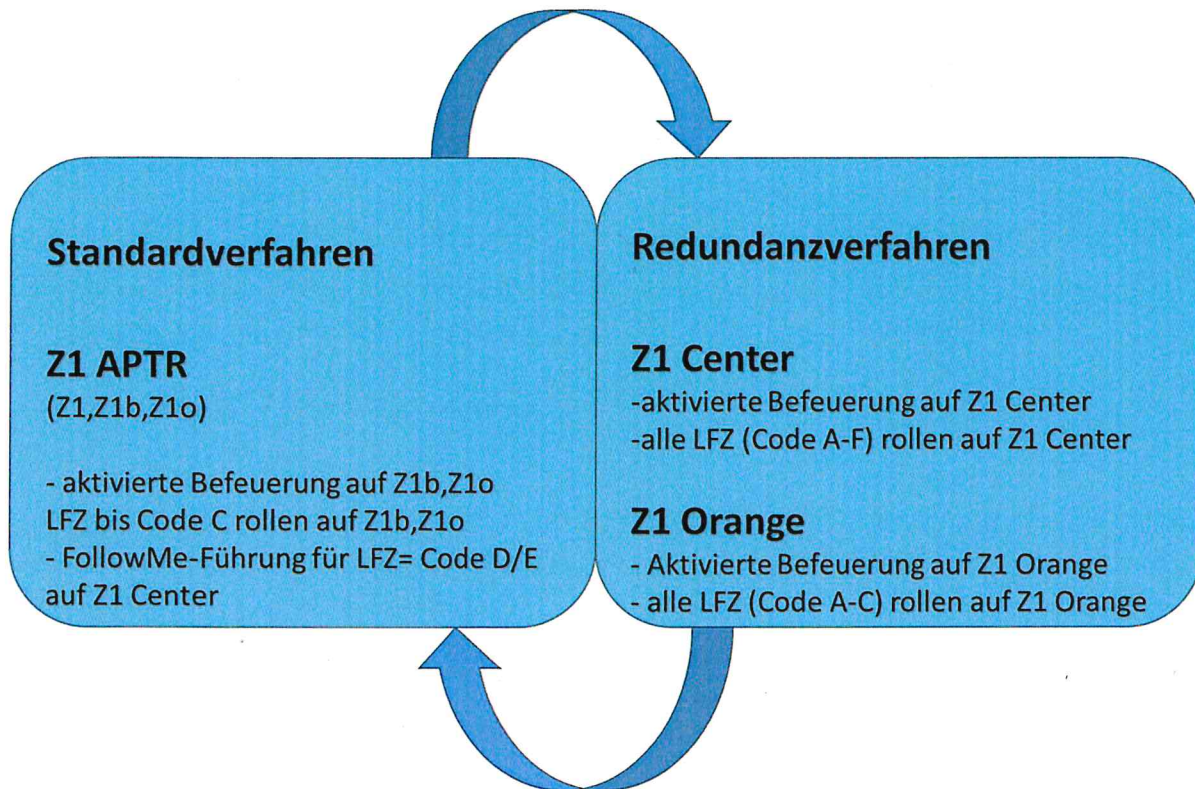 Standardverfahren
Z1 APTR
(Z1,Z1b,Z1o)
- aktivierte Befeuerung auf Z1b,Z1o
LFZ bis Code C rollen auf Z1b,Z1o
- FollowMe-Führung für LFZ= Code D/E
auf Z1 Center
Redundanzverfahren
Z1 Center
-aktivierte Befeuerung auf Z1 Center
-alle LFZ (Code A-F) rollen auf Z1 Center
Z1 Orange
- Aktivierte Befeuerung auf Z1 Orange
- alle LFZ (Code A-C) rollen auf Z1 Orange